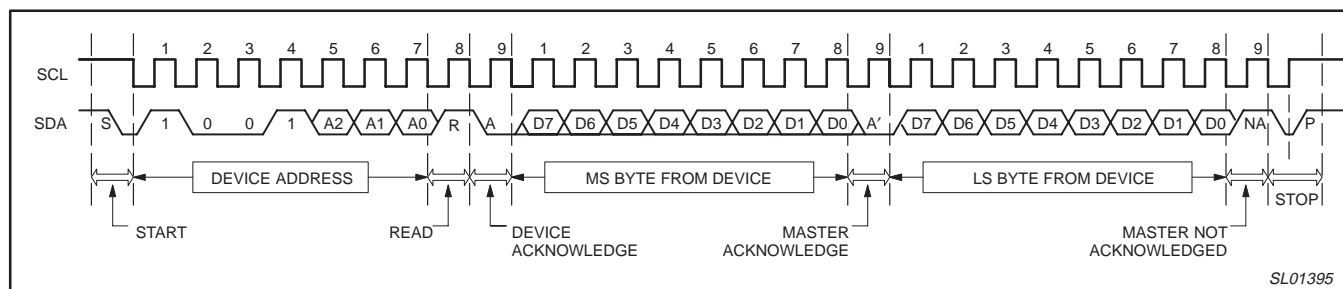 1 2 3 4 5 6 7 8 9 1 2 3 4 5 6 7 8 9 1 2 3 4 5 6 7 8 9
SCL
SDA S 1 0 0 1 A2 A1 A0 R A D7 D6 D5 D4 D3 D2 D1 D0 A′ D7 D6 D5 D4 D3 D2 D1 D0 NA P
DEVICE ADDRESS MS BYTE FROM DEVICE LS BYTE FROM DEVICE
STOP
START READ DEVICE ACKNOWLEDGE MASTER ACKNOWLEDGE MASTER NOT ACKNOWLEDGED
SL01395